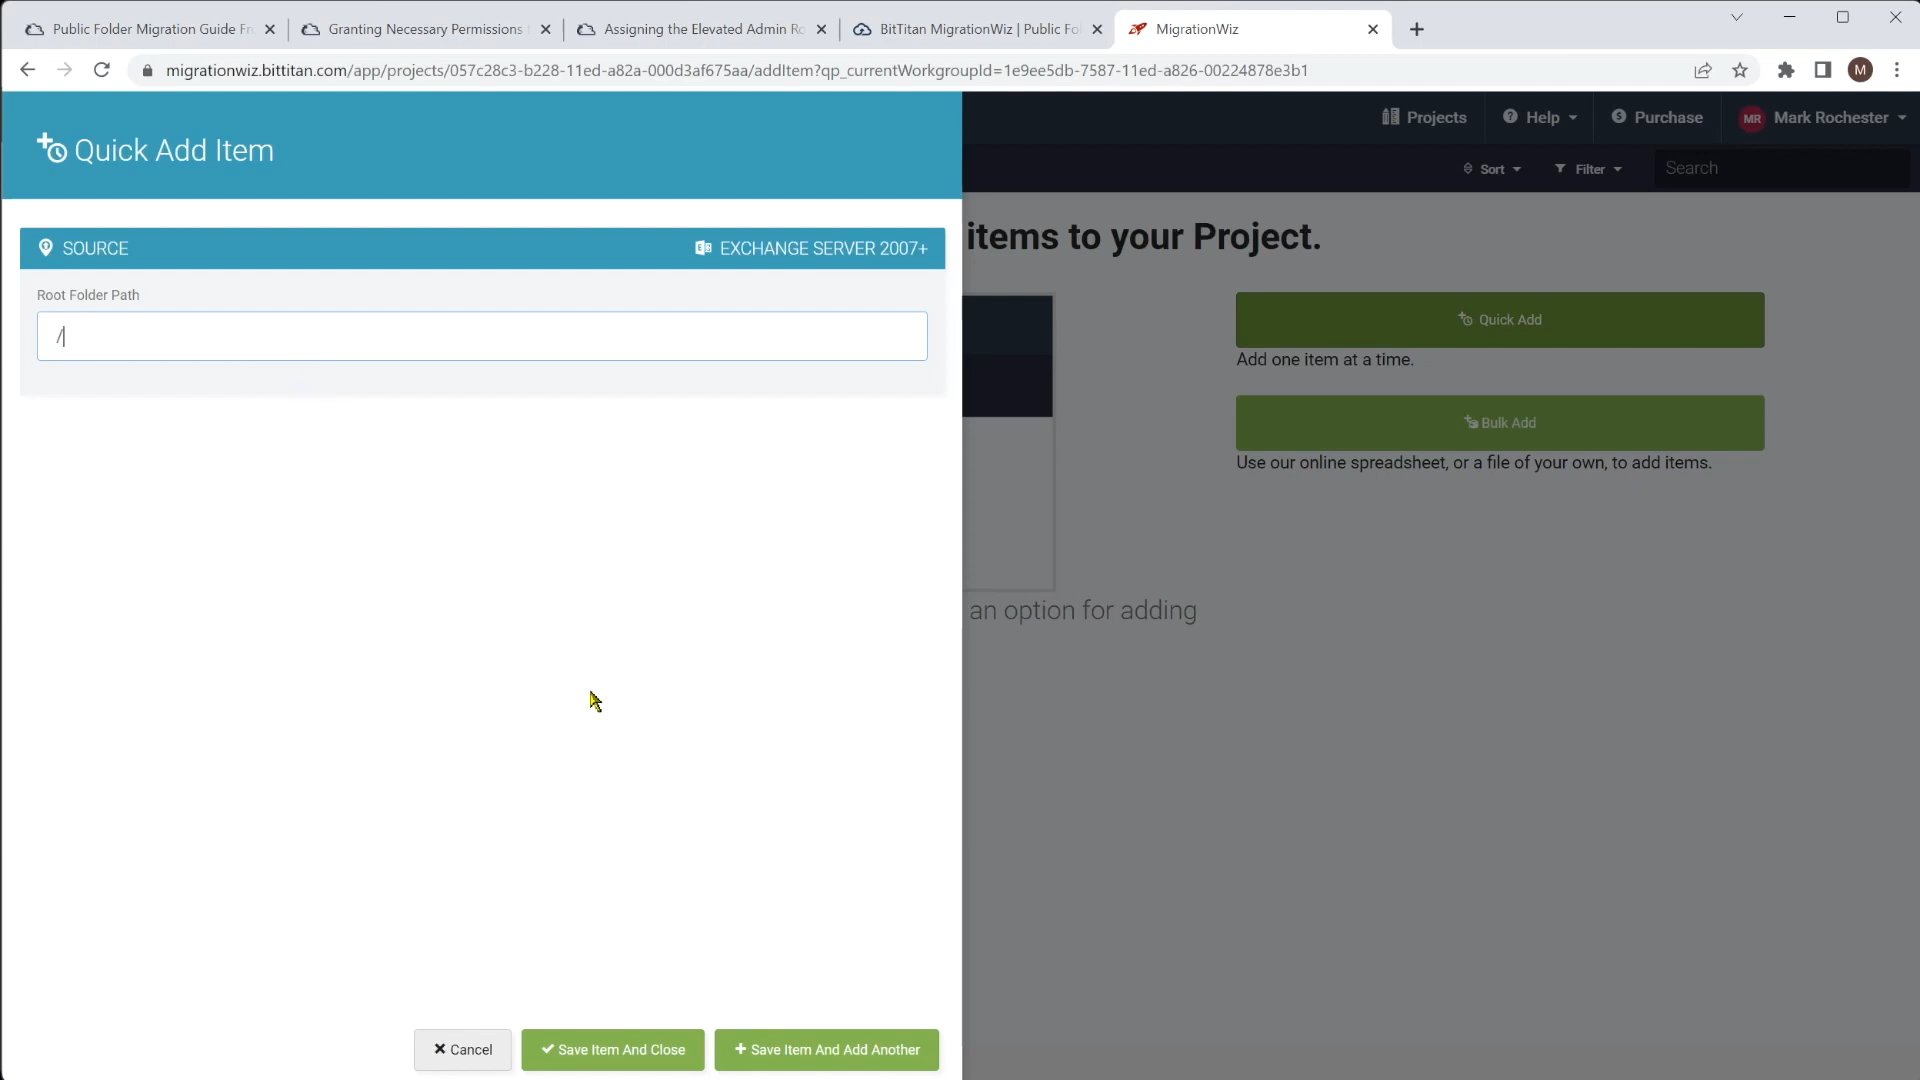 Public Folder Migration Guide Fr
Granting Necessary Permissions
Assigning the Elevated Admin Ro
BitTitan MigrationWiz | Public Fo
MigrationWiz
migrationwiz.bittitan.com/app/projects/057c28c3-b228-11ed-a82a-000d3af675aa/addItem?qp_currentWorkgroupId=1e9ee5db-7587-11ed-a826-00224878e3b1
M
Quick Add Item
Projects
Help
Purchase
MR Mark Rochester
Sort
Filter
Search
SOURCE
EXCHANGE SERVER 2007+
Root Folder Path
/
items to your Project.
Quick Add
Add one item at a time.
Bulk Add
Use our online spreadsheet, or a file of your own, to add items.
an option for adding
Cancel
Save Item And Close
Save Item And Add Another